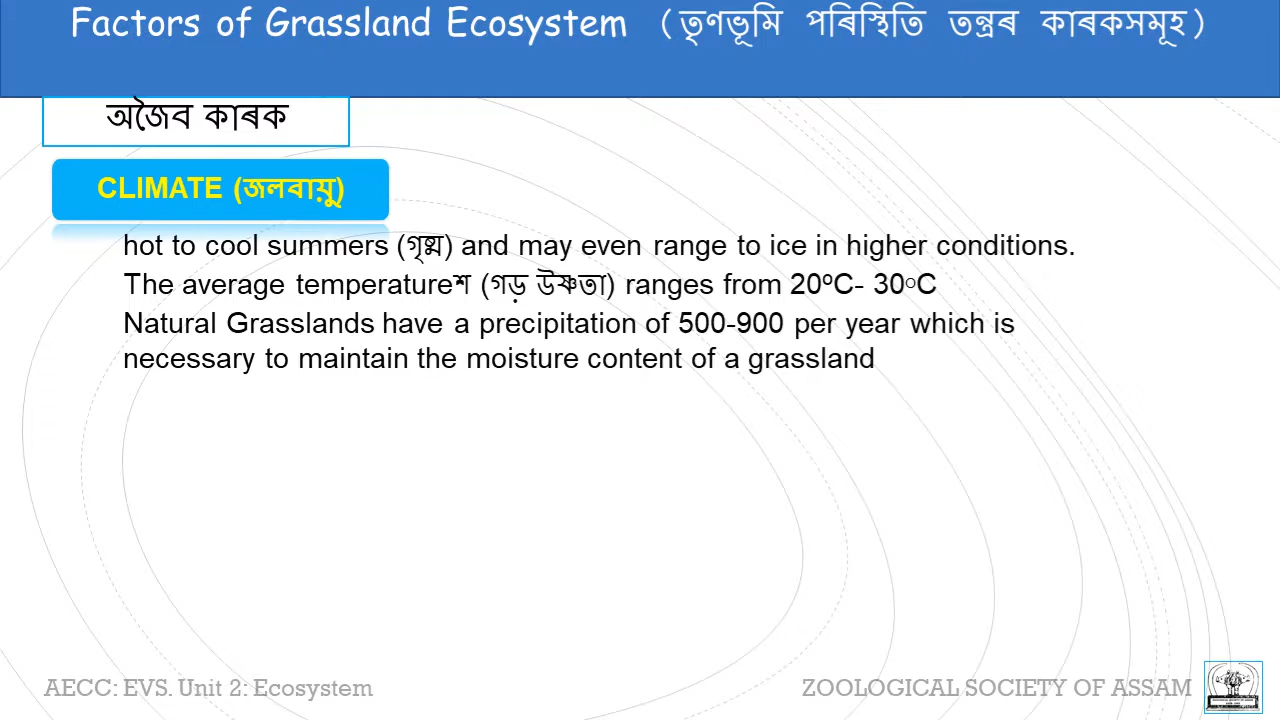 Factors of Grassland Ecosystem (তৃণভূমি পৰিস্থিতি তন্ত্ৰৰ কাৰকসমূহ)
অজৈব কাৰক
CLIMATE (জলবায়ু)
hot to cool summers (গৃষ্ম) and may even range to ice in higher conditions.
The average temperatureশ (গড় উষ্ণতা) ranges from 20ºC- 30○C
Natural Grasslands have a precipitation of 500-900 per year which is
necessary to maintain the moisture content of a grassland
AECC: EVS. Unit 2: Ecosystem
ZOOLOGICAL SOCIETY OF ASSAM